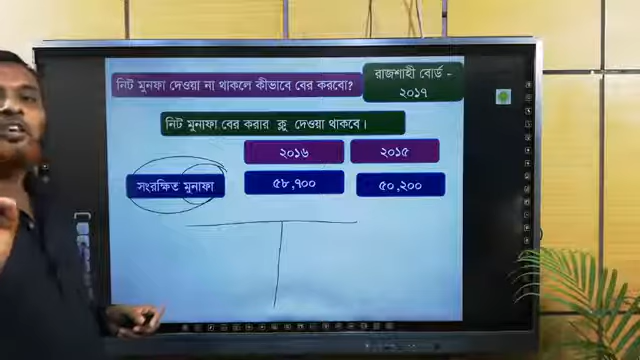 নিট মুনফা দেওয়া না থাকলে কীভাবে বের করবো?
রাজশাহী বোর্ড -
২০১৭
নিট মুনাফা বের করার ক্লু দেওয়া থাকবে।
২০১৬ ২০১৫
সংরক্ষিত মুনাফা ৫৮,৭০০ ৫০,২০০